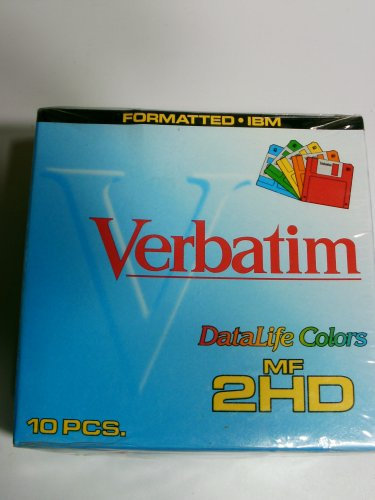 FORMATTED • IBM
Verbatim
DataLife Colors
MF
2HD
10 PCS.